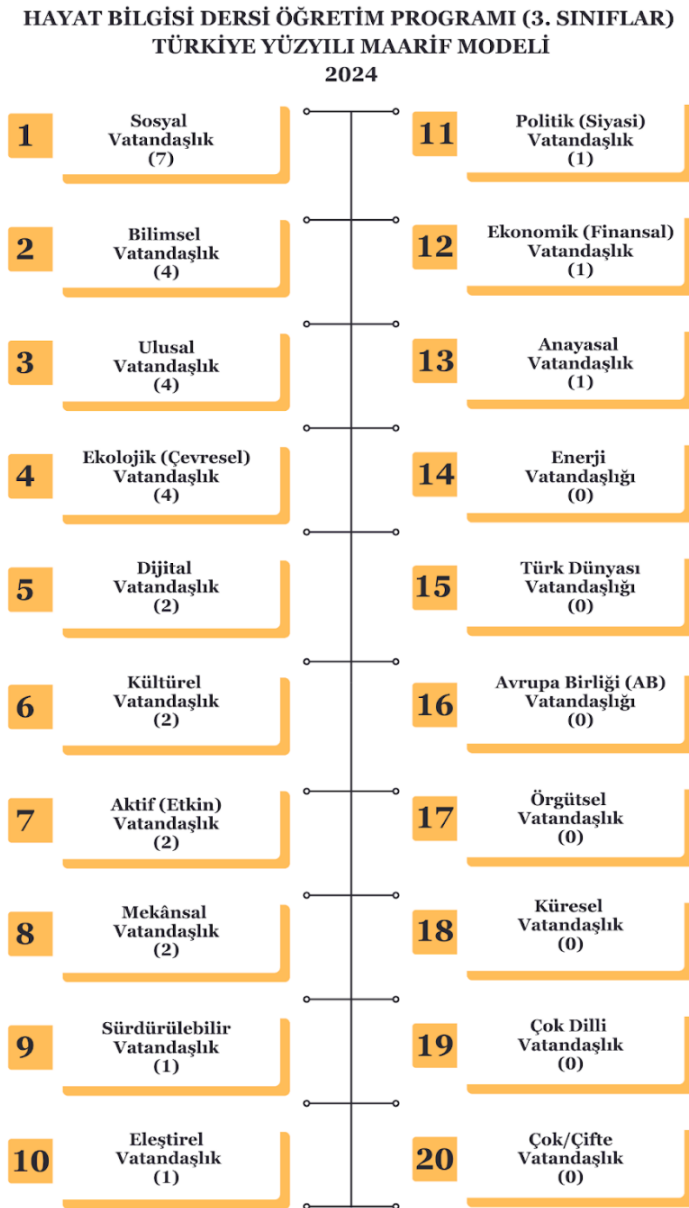 HAYAT BİLGİSİ DERSİ ÖĞRETİM PROGRAMI (3. SINIFLAR)
TÜRKİYE YÜZYILI MAARİF MODELİ
2024
1
Sosyal
Vatandaşlık
(7)
2
Bilimsel
Vatandaşlık
(4)
3
Ulusal
Vatandaşlık
(4)
4
Ekolojik (Çevresel)
Vatandaşlık
(4)
5
Dijital
Vatandaşlık
(2)
6
Kültürel
Vatandaşlık
(2)
7
Aktif (Etkin)
Vatandaşlık
(2)
8
Mekânsal
Vatandaşlık
(2)
9
Sürdürülebilir
Vatandaşlık
(1)
10
Eleştirel
Vatandaşlık
(1)
11
Politik (Siyasi)
Vatandaşlık
(1)
12
Ekonomik (Finansal)
Vatandaşlık
(1)
13
Anayasal
Vatandaşlık
(1)
14
Enerji
Vatandaşlığı
(0)
15
Türk Dünyası
Vatandaşlığı
(0)
16
Avrupa Birliği (AB)
Vatandaşlığı
(0)
17
Örgütsel
Vatandaşlık
(0)
18
Küresel
Vatandaşlık
(0)
19
Çok Dilli
Vatandaşlık
(0)
20
Çok/Çifte
Vatandaşlık
(0)